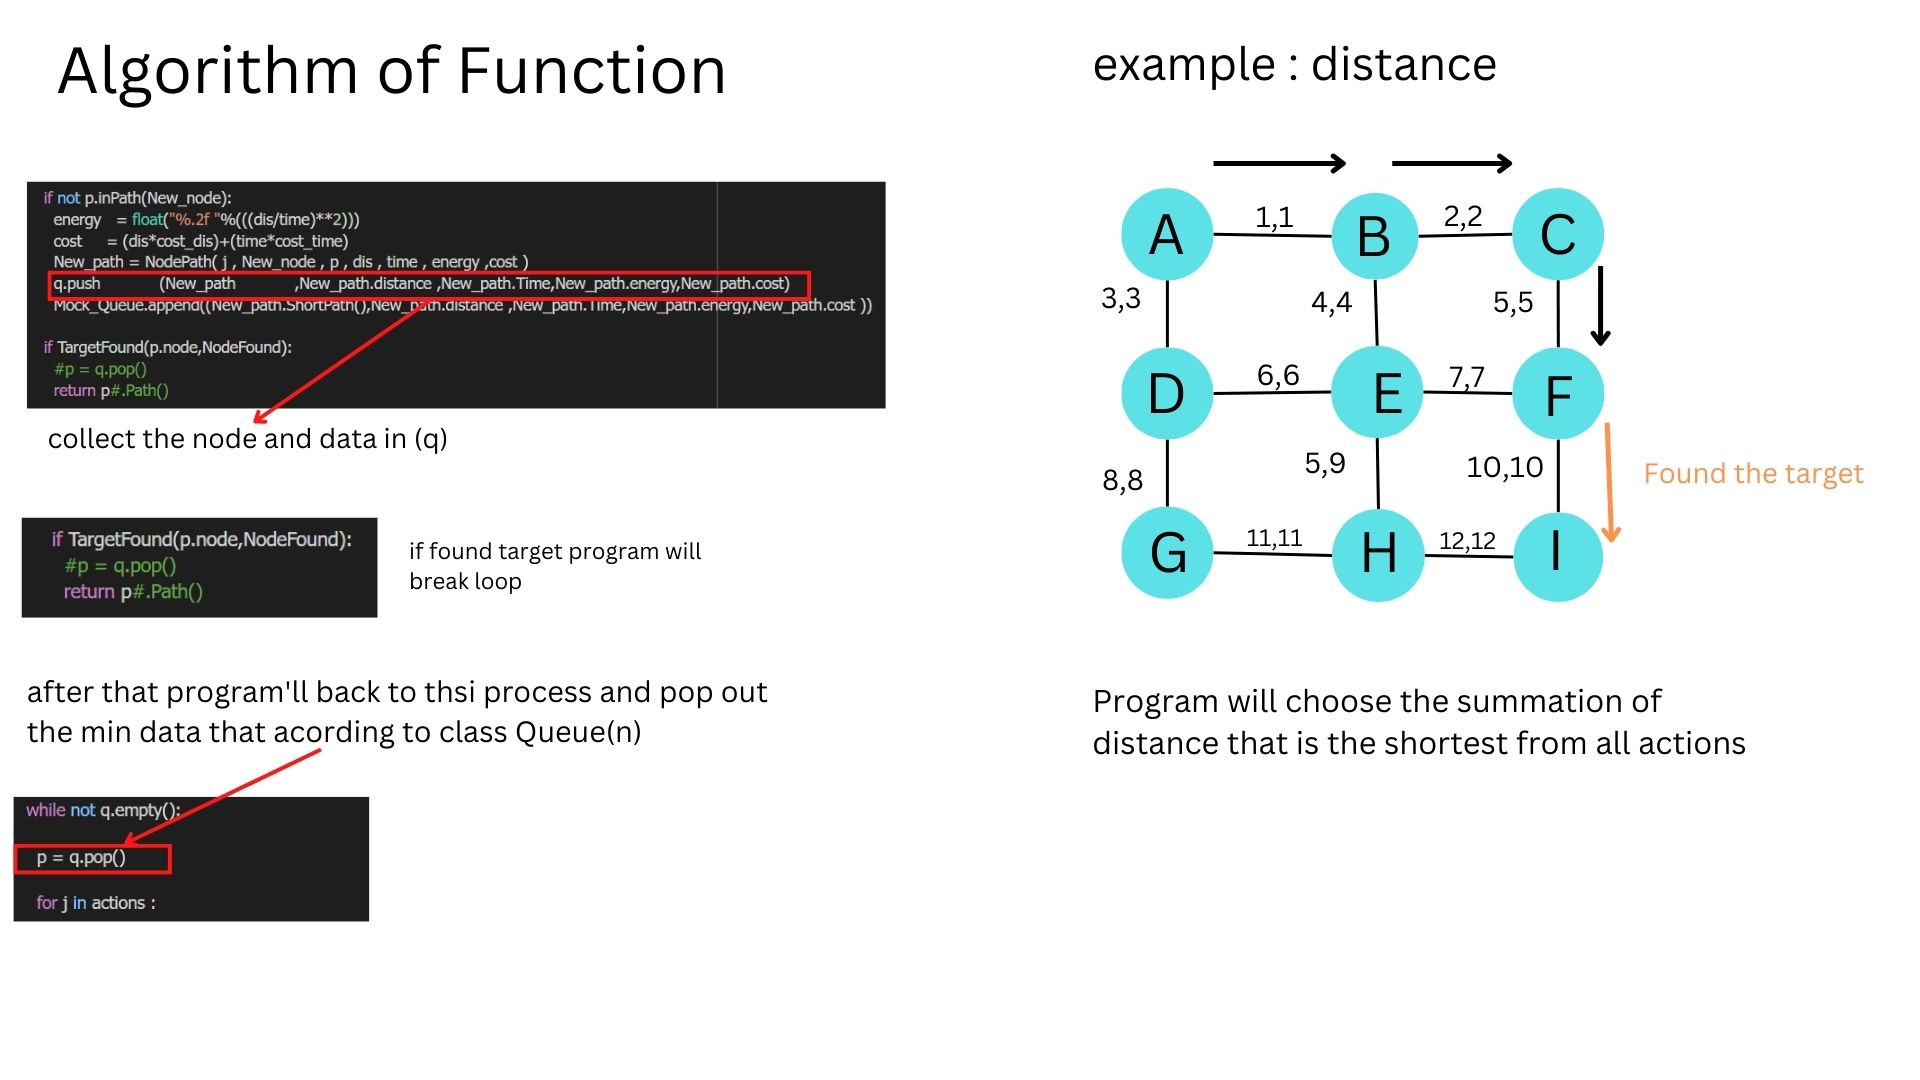 Algorithm of Function
if not p.inPath(New_node):
energy = float("%.2f "%(((dis/time)**2)))
cost = (dis*cost_dis)+(time*cost_time)
New_path = NodePath( j , New_node , p , dis , time , energy ,cost )
q.push (New_path ,New_path.distance ,New_path.Time,New_path.energy,New_path.cost)
Mock_Queue.append((New_path.ShortPath(),New_path.distance ,New_path.Time,New_path.energy,New_path.cost ))
if TargetFound(p.node,NodeFound):
#p = q.pop()
return p#.Path()
collect the node and data in (q)
if TargetFound(p.node,NodeFound):
#p = q.pop()
return p#.Path()
if found target program will
break loop
after that program'll back to thsi process and pop out
the min data that acording to class Queue(n)
while not q.empty():
p = q.pop()
for j in actions :
example : distance
A 1,1 B 2,2 C
3,3 4,4 5,5
D 6,6 E 7,7 F
8,8 5,9 10,10 Found the target
G 11,11 H 12,12 I
Program will choose the summation of
distance that is the shortest from all actions